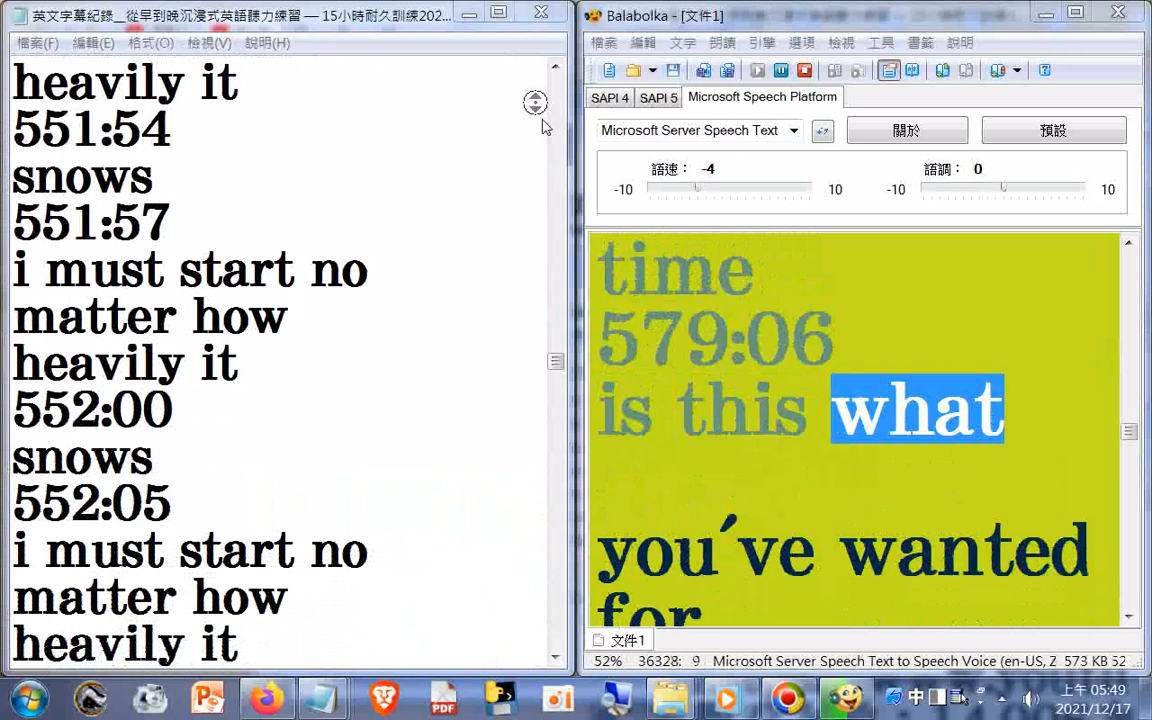 英文字幕紀錄__從早到晚沉浸式英語聽力練習 — 15小時耐久訓練202...
檔案(F) 編輯(E) 格式(O) 檢視(V) 說明(H)
heavily it
551:54
snows
551:57
i must start no
matter how
heavily it
552:00
snows
552:05
i must start no
matter how
heavily it
Balabolka - [文件1]
檔案 編輯 文字 朗讀 引擎 選項 檢視 工具 書籤 說明
SAPI 4 SAPI 5 Microsoft Speech Platform
Microsoft Server Speech Text 關於 預設
語速： -4 語調： 0
-10 10 -10 10
time
579:06
is this what
you've wanted
for
文件1
52% 36328: 9 Microsoft Server Speech Text to Speech Voice (en-US, Z 573 KB 52
PDF
中
上午 05:49
2021/12/17